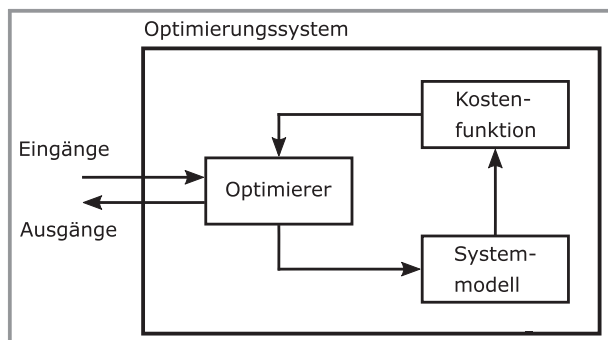 Optimierungssystem
Kosten-
funktion
Eingänge
Optimierer
Ausgänge
System-
modell